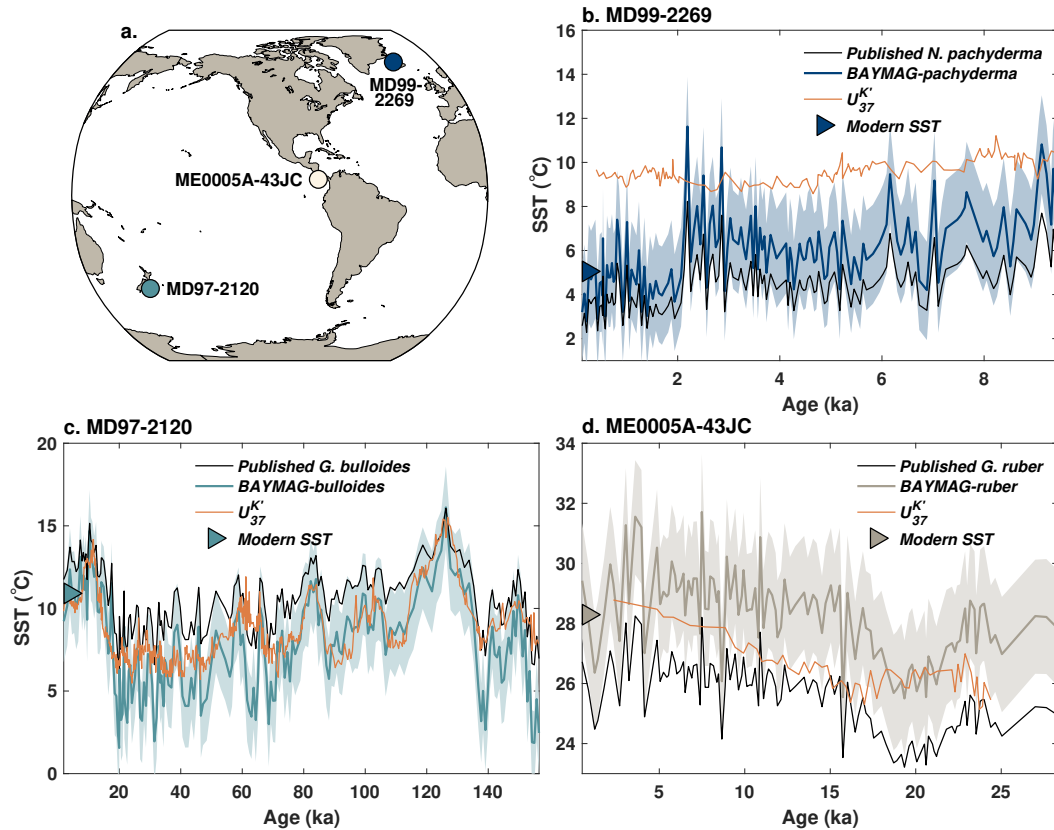 a.
MD99-
2269
ME0005A-43JC
MD97-2120
b. MD99-2269
16
14
12
10
8
6
4
2
SST (°C)
Published N. pachyderma
BAYMAG-pachyderma
U37K'
Modern SST
2 4 6 8
Age (ka)
c. MD97-2120
20
15
10
5
0
SST (°C)
Published G. bulloides
BAYMAG-bulloides
U37K'
Modern SST
20 40 60 80 100 120 140
Age (ka)
d. ME0005A-43JC
34
32
30
28
26
24
Published G. ruber
BAYMAG-ruber
U37K'
Modern SST
5 10 15 20 25
Age (ka)